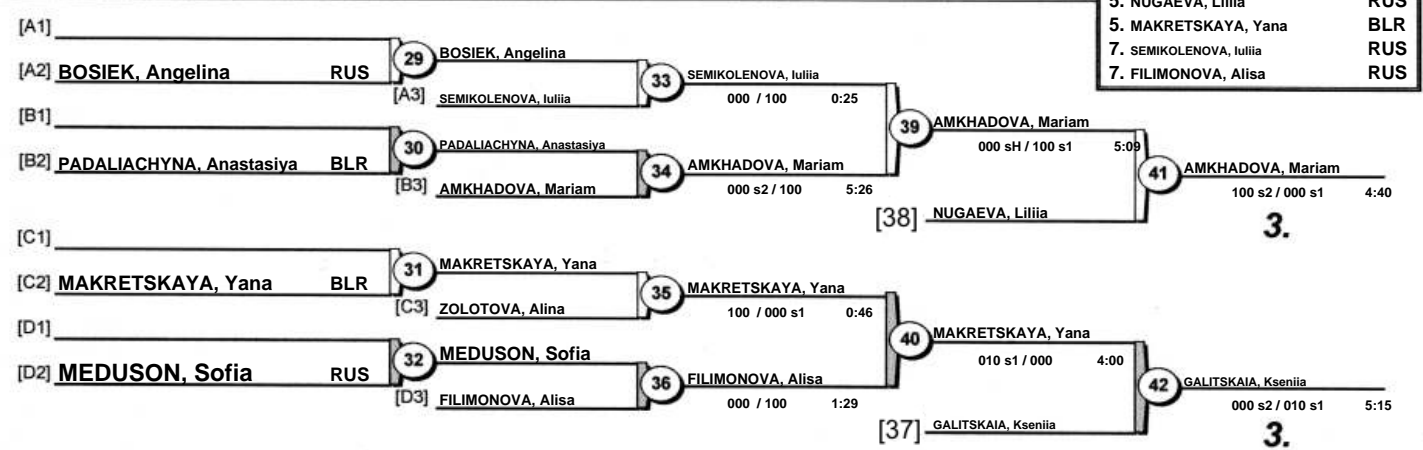 5. NUGAEVA, Liliia RUS
5. MAKRETSKAYA, Yana BLR
7. SEMIKOLENOVA, Iuliia RUS
7. FILIMONOVA, Alisa RUS
[A1]
29 BOSIEK, Angelina
[A2] BOSIEK, Angelina RUS
33 SEMIKOLENOVA, Iuliia
[A3] SEMIKOLENOVA, Iuliia
000 / 100 0:25
[B1]
39 AMKHADOVA, Mariam
000 sH / 100 s1 5:09
30 PADALIACHYNA, Anastasiya
[B2] PADALIACHYNA, Anastasiya BLR
34 AMKHADOVA, Mariam
41 AMKHADOVA, Mariam
[B3] AMKHADOVA, Mariam
000 s2 / 100 5:26
100 s2 / 000 s1 4:40
[38] NUGAEVA, Liliia
3.
[C1]
31 MAKRETSKAYA, Yana
[C2] MAKRETSKAYA, Yana BLR
35 MAKRETSKAYA, Yana
[C3] ZOLOTOVA, Alina
100 / 000 s1 0:46
[D1]
40 MAKRETSKAYA, Yana
32 MEDUSON, Sofia
010 s1 / 000 4:00
[D2] MEDUSON, Sofia RUS
36 FILIMONOVA, Alisa
42 GALITSKAIA, Kseniia
[D3] FILIMONOVA, Alisa
000 / 100 1:29
000 s2 / 010 s1 5:15
[37] GALITSKAIA, Kseniia
3.